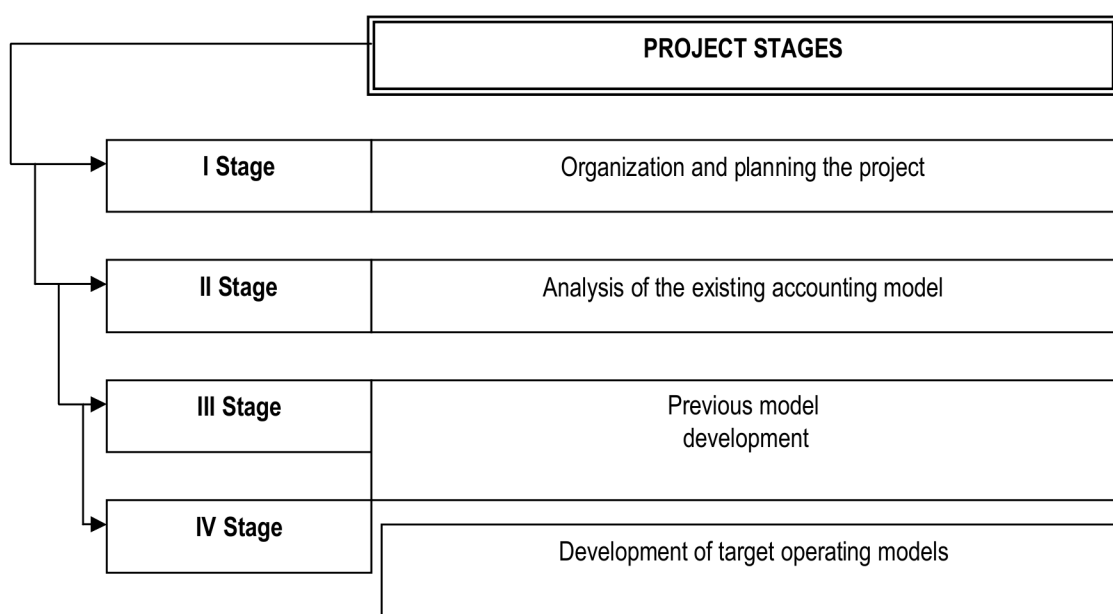 PROJECT STAGES
I Stage
Organization and planning the project
II Stage
Analysis of the existing accounting model
III Stage
Previous model
development
IV Stage
Development of target operating models